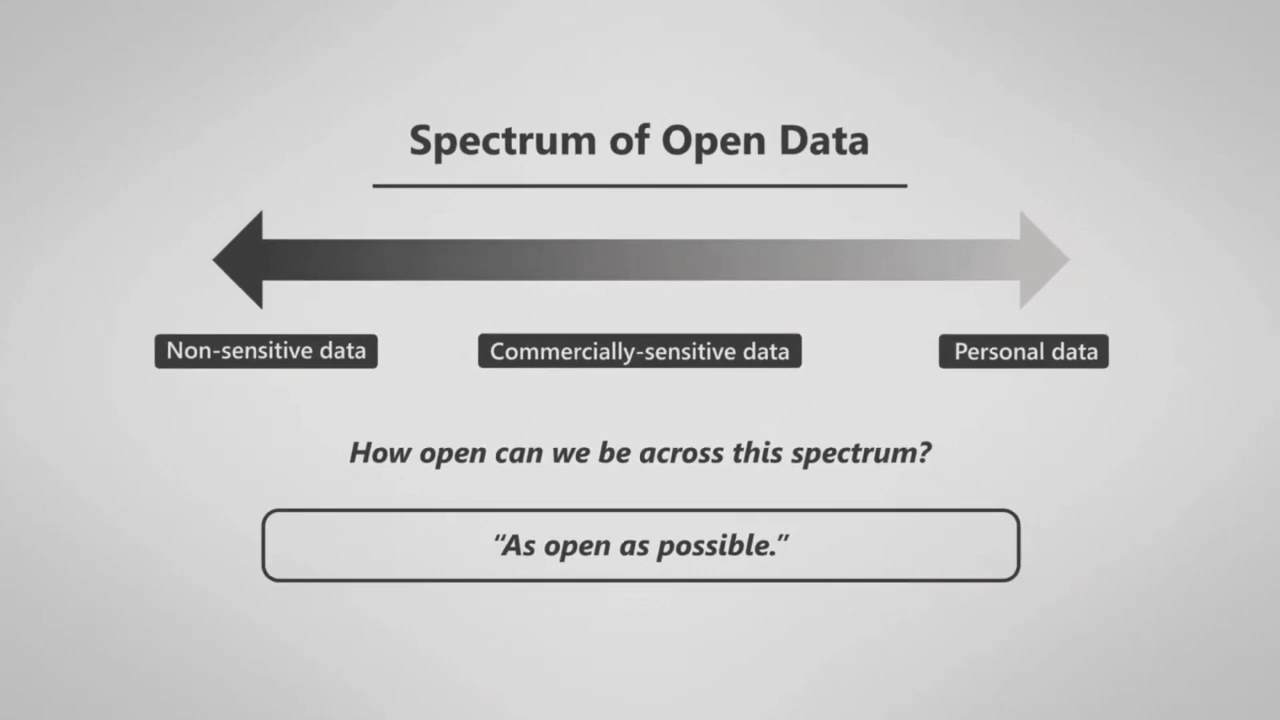 Spectrum of Open Data
Non-sensitive data
Commercially-sensitive data
Personal data
How open can we be across this spectrum?
“As open as possible.”